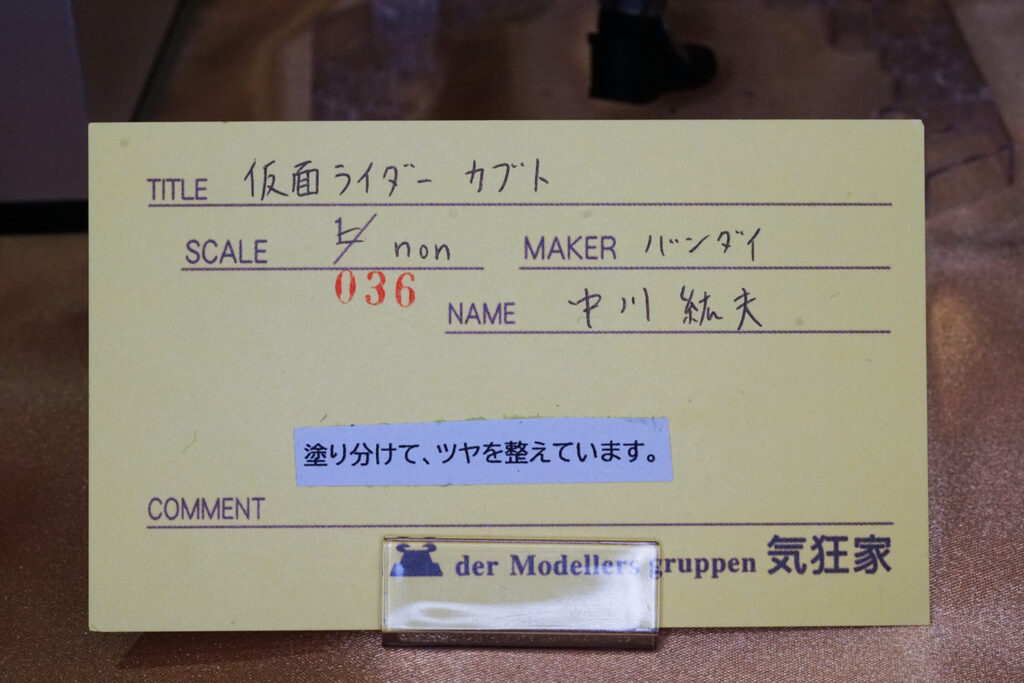 TITLE 仮面ライダー カブト
SCALE non MAKER バンダイ
036
NAME 中川 紘夫
塗り分けて、ツヤを整えています。
COMMENT
der Modellers gruppen 気狂家